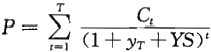 P = \sum_{t=1}^{T} \frac{C_t}{(1 + y_T + YS)^t}